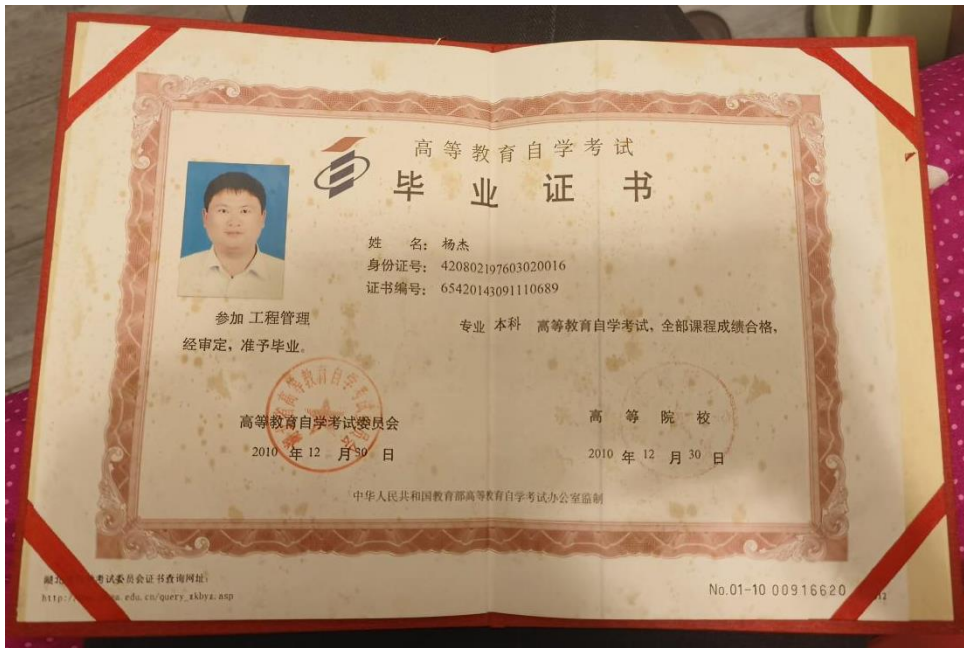 高等教育自学考试
毕业证书
姓 名: 杨杰
身份证号: 420802197603020016
证书编号: 65420143091110689
参加 工程管理 专业 本科 高等教育自学考试, 全部课程成绩合格,
经审定, 准予毕业。
高等教育自学考试委员会 高等院校
2010 年 12 月 30 日 2010 年 12 月 30 日
中华人民共和国教育部高等教育自学考试办公室监制
考试委员会证书查询网址:
edu.cn/query_zkbyz.asp
No.01-10 00916620